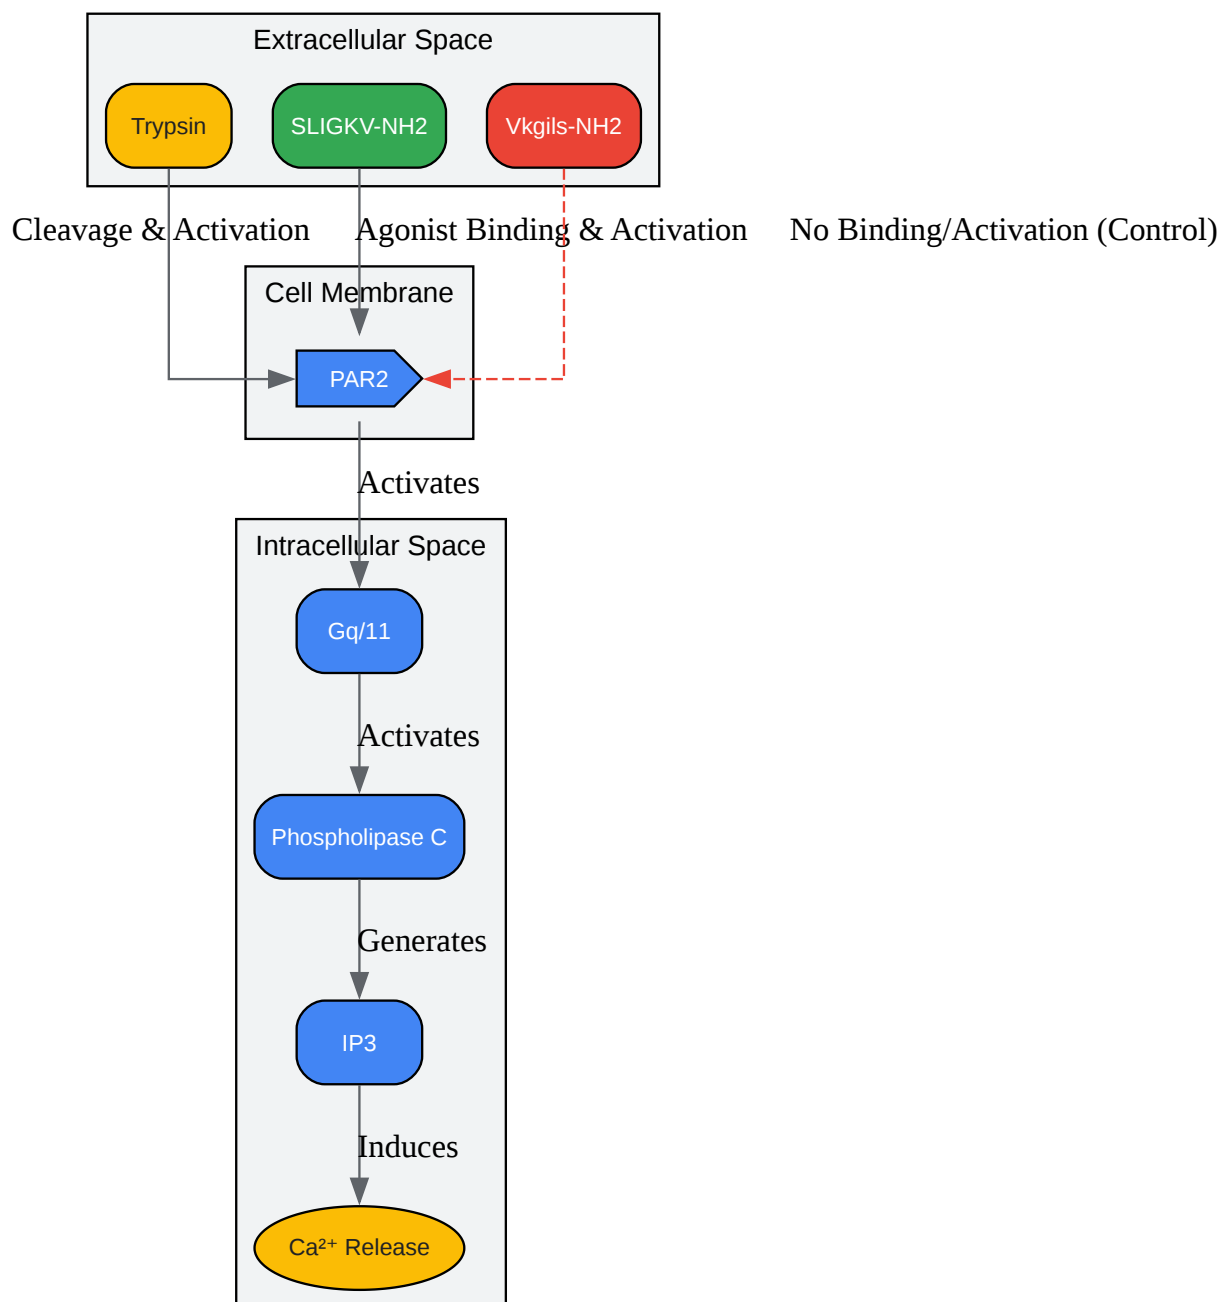 Extracellular Space
Trypsin
SLIGKV-NH2
Vkgils-NH2
Cleavage & Activation
Agonist Binding & Activation
No Binding/Activation (Control)
Cell Membrane
PAR2
Activates
Intracellular Space
Gq/11
Activates
Phospholipase C
Generates
IP3
Induces
Ca²⁺ Release